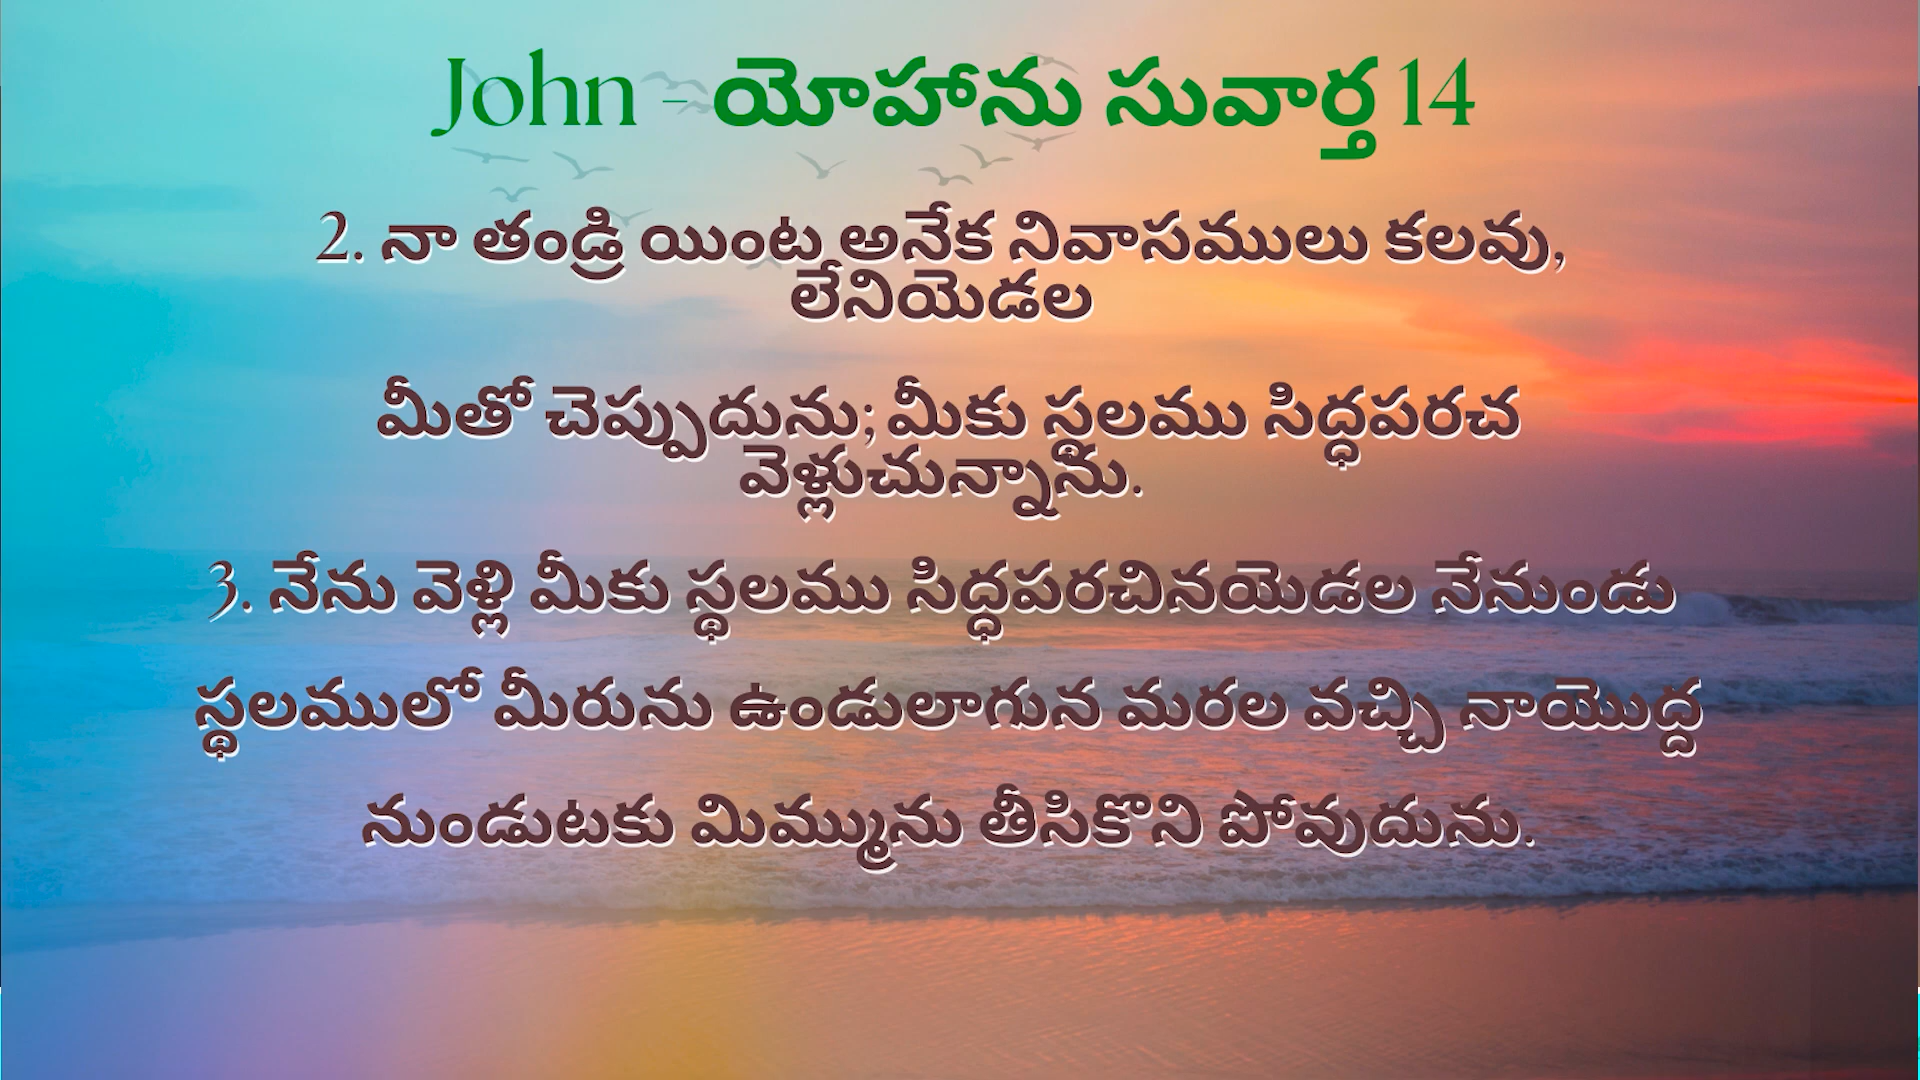 John - యోహాను సువార్త 14
2. నా తండ్రి యింట అనేక నివాసములు కలవు,
లేనియెడల
మీతో చెప్పుదును; మీకు స్థలము సిద్ధపరచ
వెళ్లుచున్నాను.
3. నేను వెళ్లి మీకు స్థలము సిద్ధపరచినయెడల నేనుండు
స్థలములో మీరును ఉండులాగున మరల వచ్చి నాయొద్ద
నుండుటకు మిమ్మును తీసికొని పోవుదును.